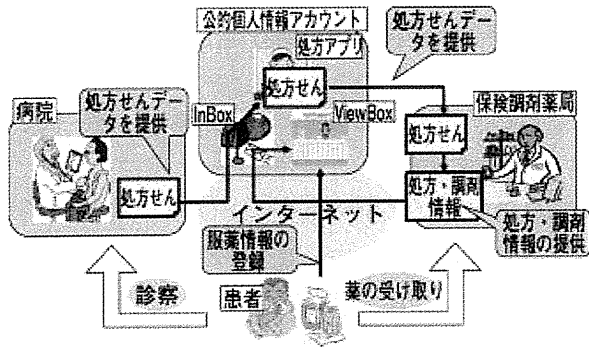 公的個人情報アカウント
処方アプリ
処方せんデー
タを提供
処方せん
病院
処方せんデー
タを提供
InBox
ViewBox
保険調剤薬局
処方せん
処方せん
処方・調剤
情報
インターネット
処方・調剤
情報の提供
服薬情報の
登録
診察
患者
薬の受け取り